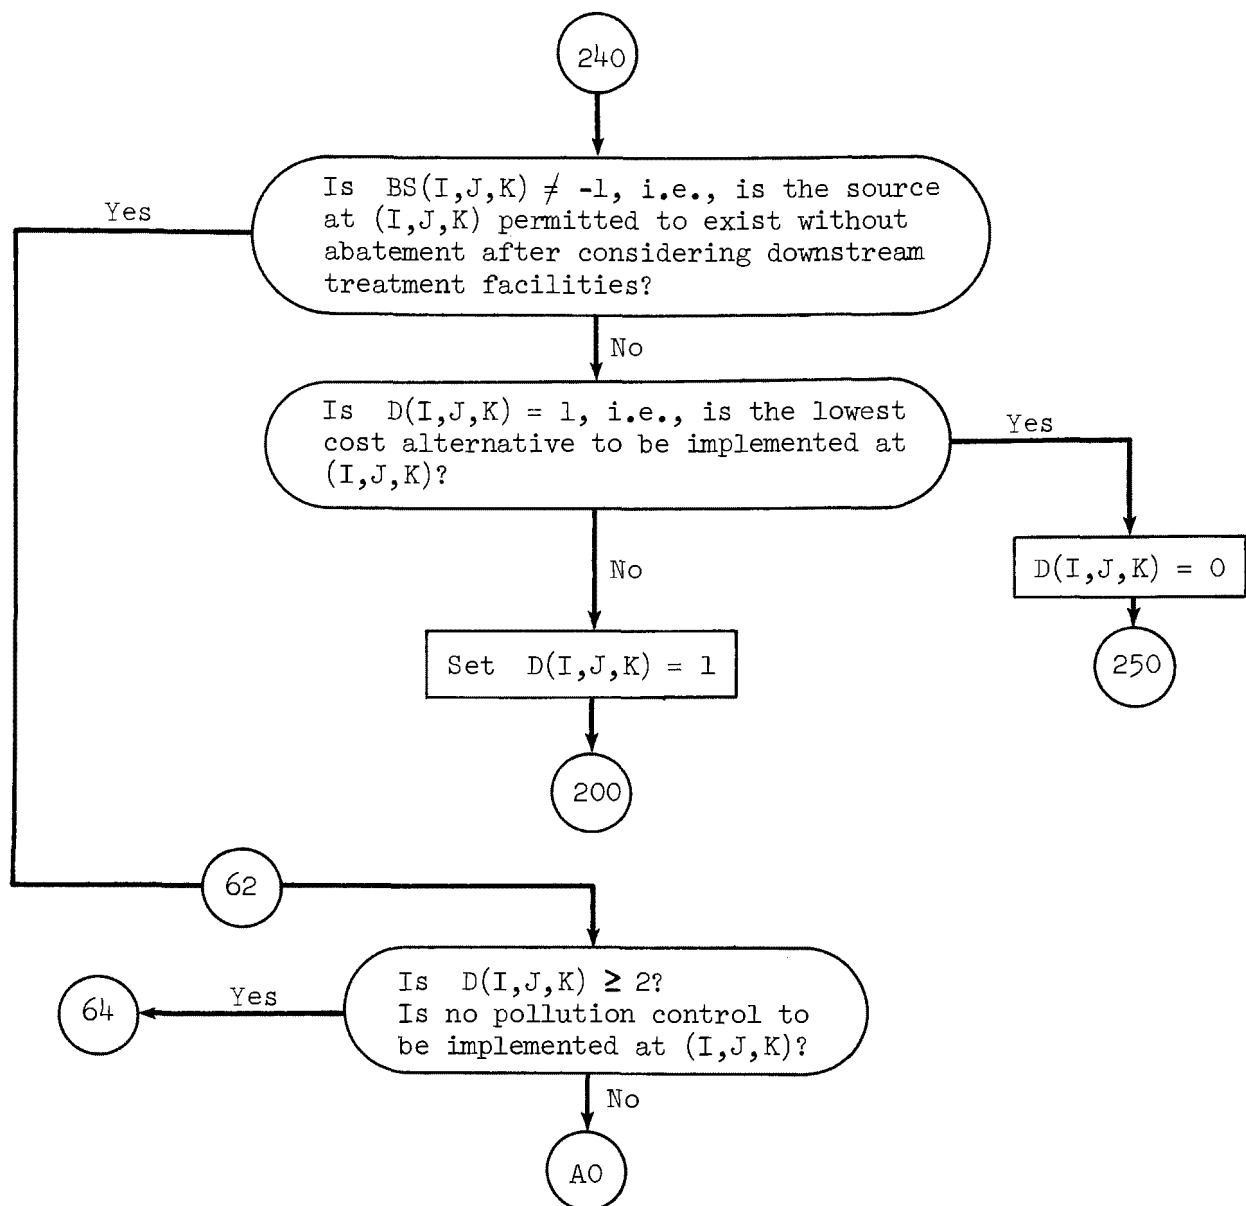 240
Is BS(I,J,K) ≠ -1, i.e., is the source
at (I,J,K) permitted to exist without
abatement after considering downstream
treatment facilities?
Yes
No
Is D(I,J,K) = 1, i.e., is the lowest
cost alternative to be implemented at
(I,J,K)?
Yes
No
D(I,J,K) = 0
250
Set D(I,J,K) = 1
200
62
Is D(I,J,K) ≥ 2?
Is no pollution control to
be implemented at (I,J,K)?
Yes
64
No
A0